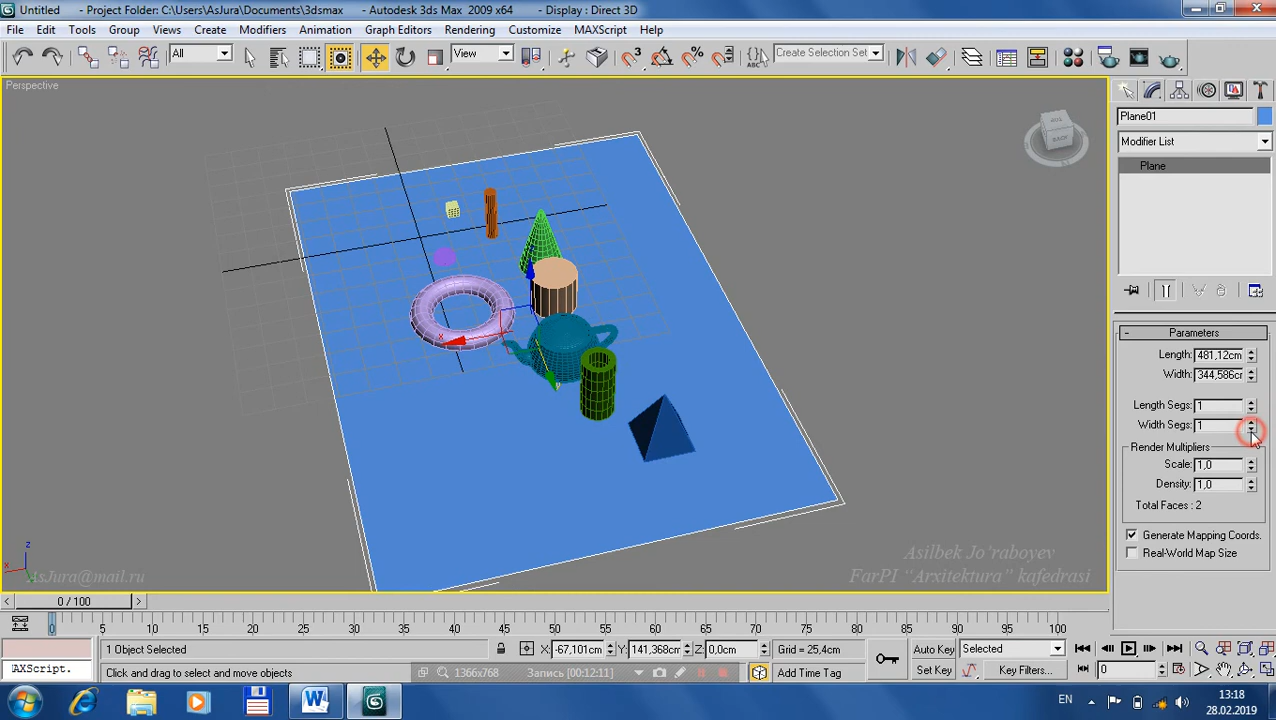 Untitled - Project Folder: C:\Users\AsJura\Documents\3dsmax - Autodesk 3ds Max 2009 x64 - Display : Direct 3D
File Edit Tools Group Views Create Modifiers Animation Graph Editors Rendering Customize MAXScript Help
All View Create Selection Set
Perspective
TOP
BACK
Plane01
Modifier List
Plane
- Parameters
Length: 481,12cm
Width: 344,586cr
Length Segs: 1
Width Segs: 1
Render Multipliers
Scale: 1,0
Density: 1,0
Total Faces : 2
Generate Mapping Coords.
Real-World Map Size
x
z
x
Asilbek Jo'raboyev
AsJura@mail.ru FarPI "Arxitektura" kafedrasi
< 0 / 100 >
0 5 10 15 20 25 30 35 40 45 50 55 60 65 70 75 80 85 90 95 100
1 Object Selected X: -67,101cm Y: 141,368cm Z: 0,0cm Grid = 25,4cm Auto Key Selected
AXScript. Click and drag to select and move objects 1366x768 Запись [00:12:11] Add Time Tag Set Key Key Filters... 0
EN 13:18
28.02.2019